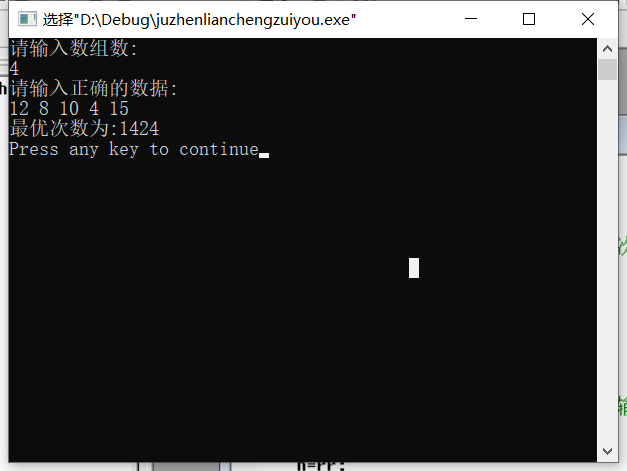 选择"D:\Debug\juzhenlianchengzuiyou.exe"
请输入数组数:
4
请输入正确的数据:
12 8 10 4 15
最优次数为:1424
Press any key to continue
n=rr;